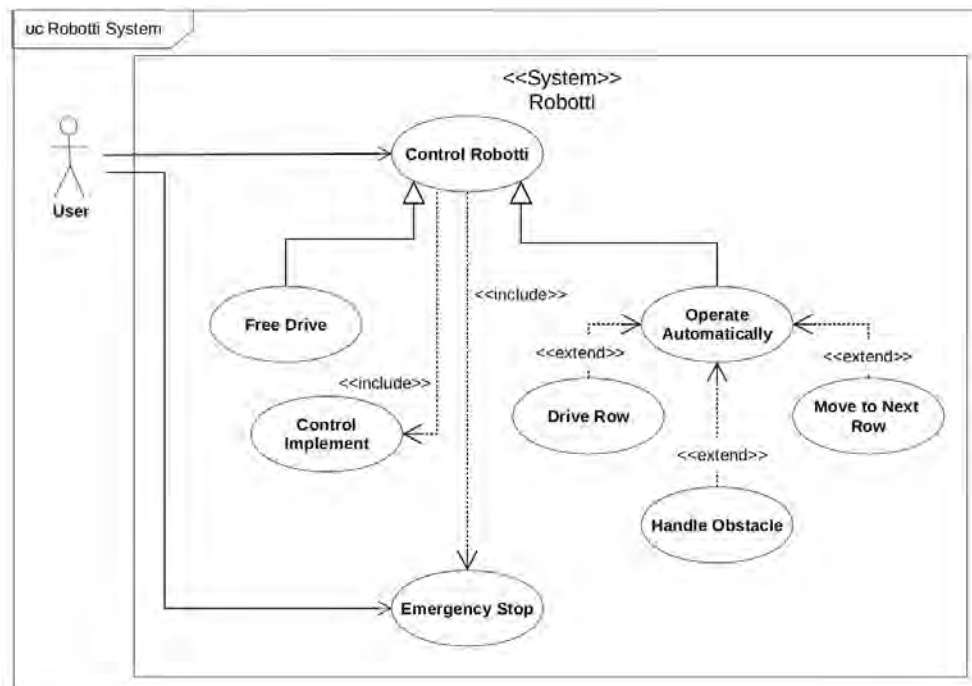 uc Robotti System
<<System>>
Robotti
Control Robotti
User
<<include>>
Free Drive
Operate
Automatically
<<extend>>
<<extend>>
<<include>>
Drive Row
Move to Next
Row
Control
Implement
<<extend>>
Handle Obstacle
Emergency Stop